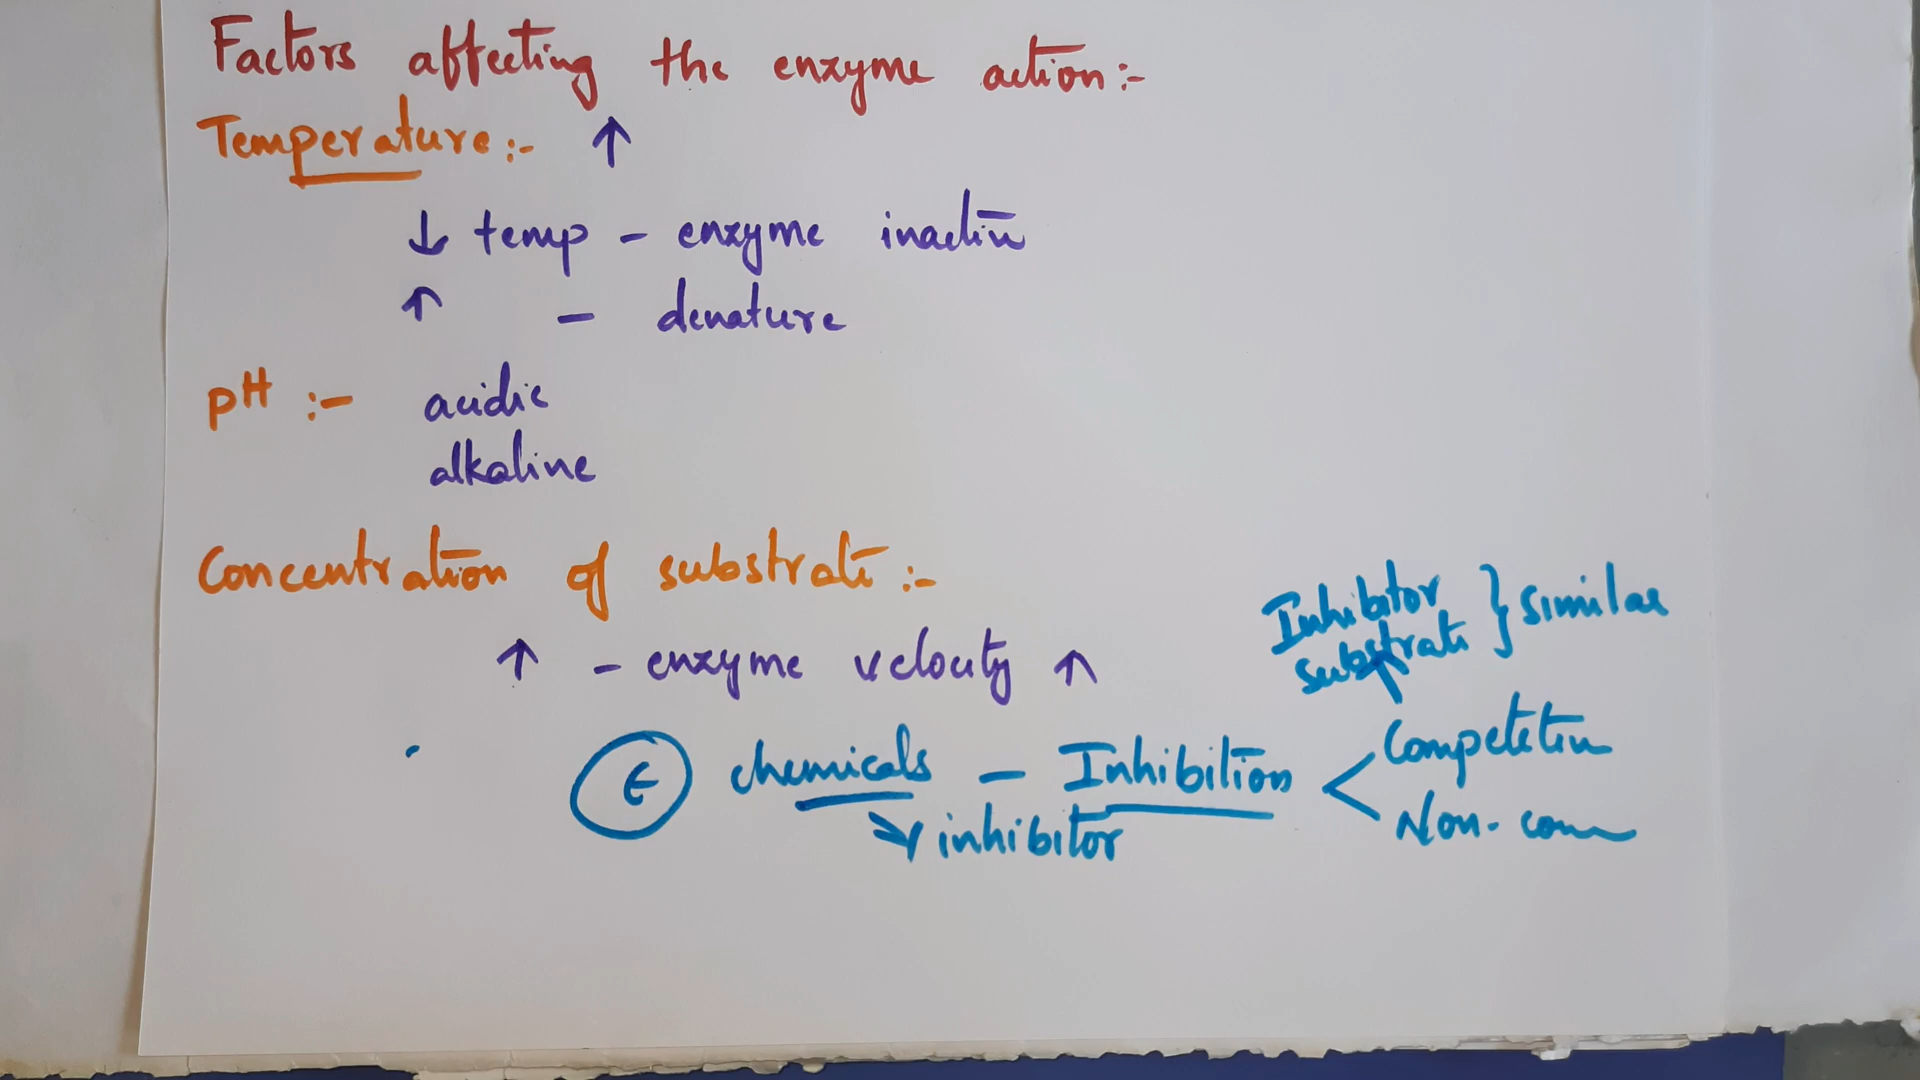 Factors affecting the enzyme action:-
Temperature:- ↑
↓ temp - enzyme inactive
↑ - denature
pH :- acidic
alkaline
Concentration of substrate:-
↑ - enzyme velocity ↑
Inhibitor
substrate } similar
E chemicals - Inhibition < Competetive
Non-com
inhibitor